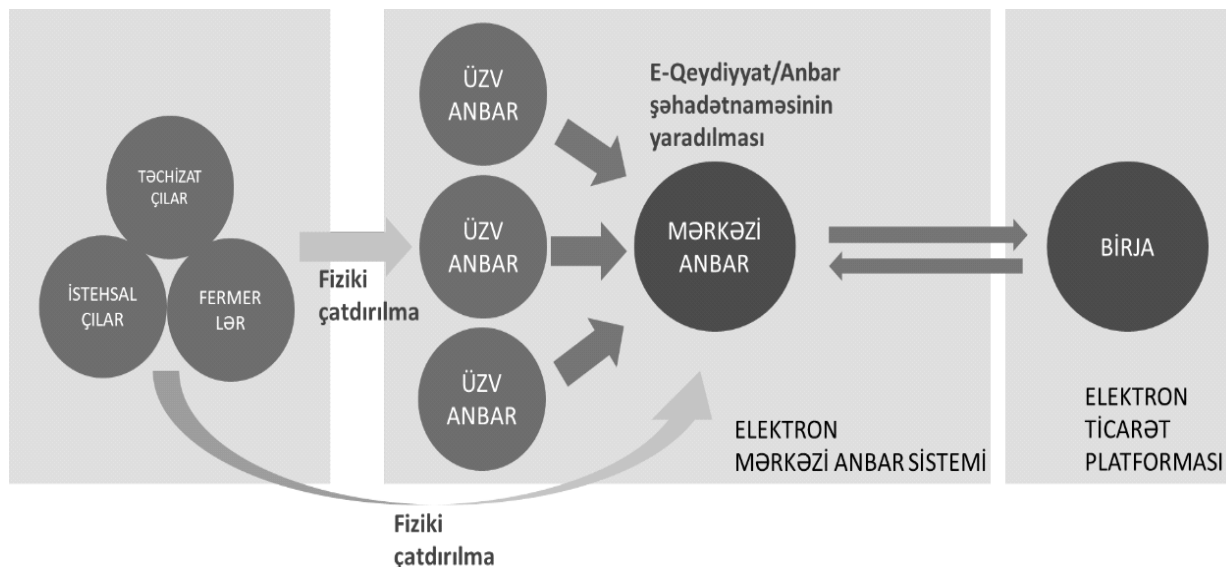 TƏCHİZAT
ÇILAR
İSTEHSAL
ÇILAR
FERMER
LƏR
Fiziki
çatdırılma
ÜZV
ANBAR
ÜZV
ANBAR
ÜZV
ANBAR
E-Qeydiyyat/Anbar
şəhadətnaməsinin
yaradılması
MƏRKƏZİ
ANBAR
ELEKTRON
MƏRKƏZİ ANBAR SİSTEMİ
BİRJA
ELEKTRON
TİCARƏT
PLATFORMASI
Fiziki
çatdırılma